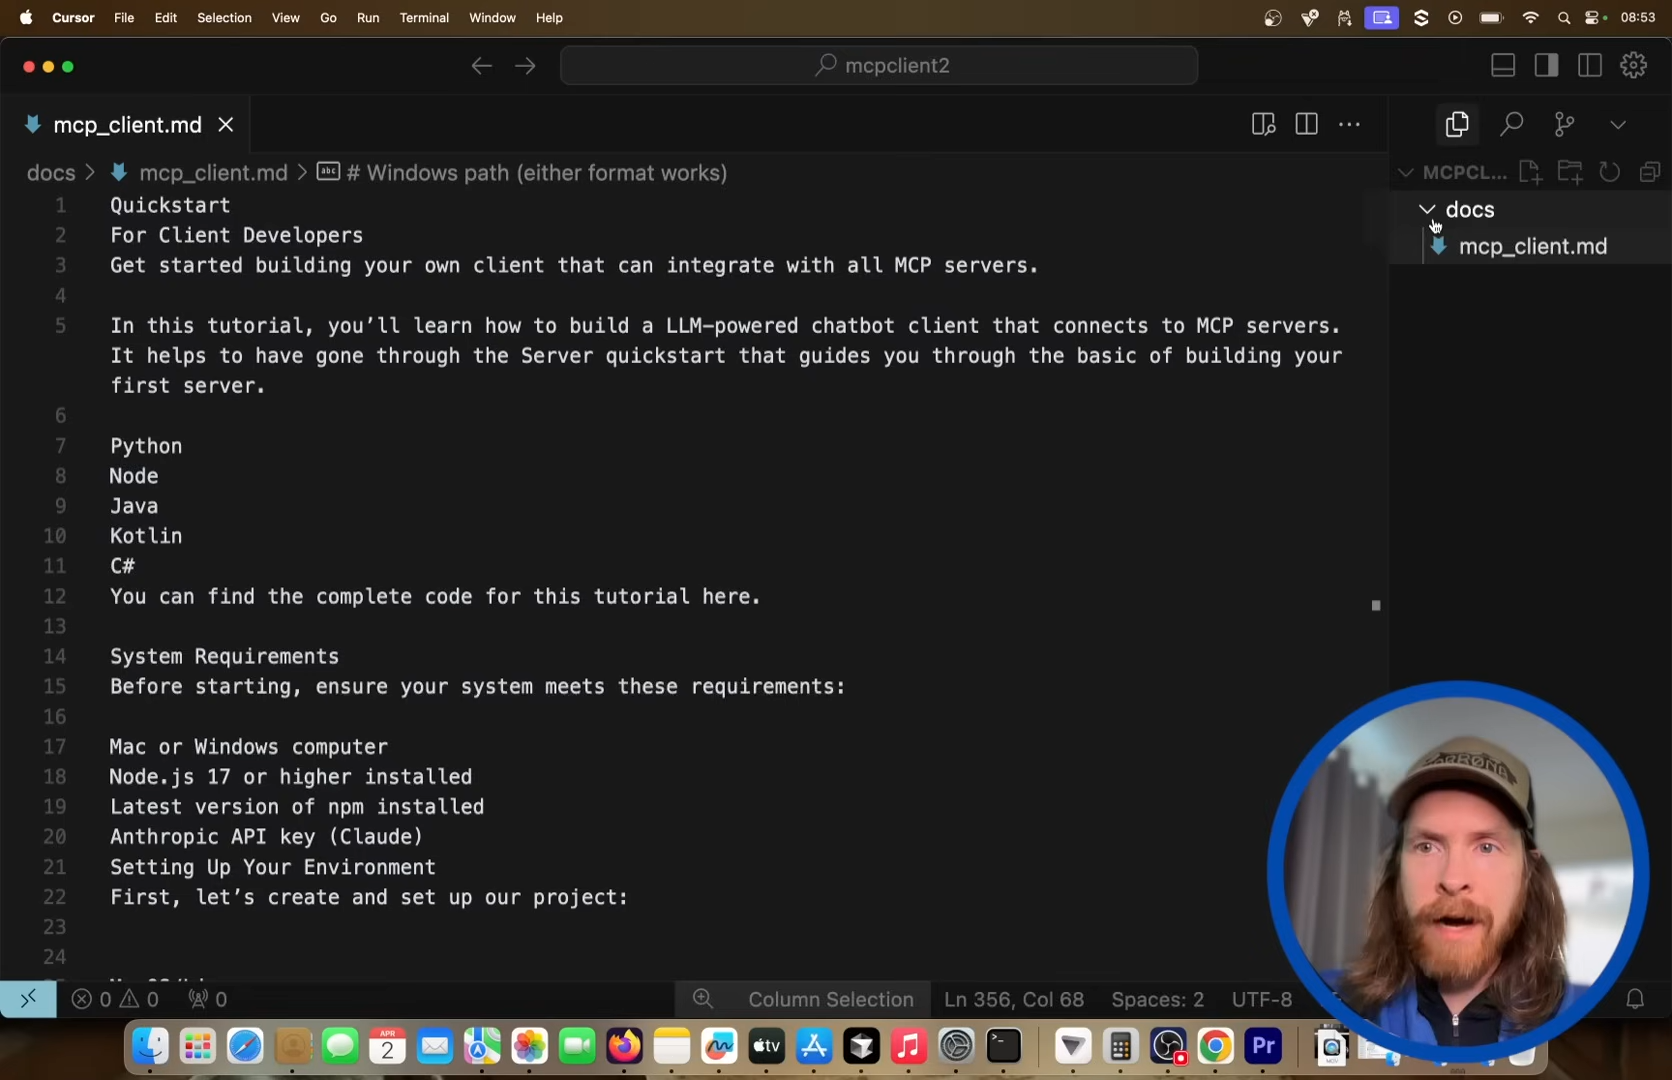 Cursor File Edit Selection View Go Run Terminal Window Help 08:53
mcpclient2
mcp_client.md
docs > mcp_client.md > abc # Windows path (either format works)
MCPCL...
docs
mcp_client.md
1 Quickstart
2 For Client Developers
3 Get started building your own client that can integrate with all MCP servers.
4
5 In this tutorial, you’ll learn how to build a LLM-powered chatbot client that connects to MCP servers.
It helps to have gone through the Server quickstart that guides you through the basic of building your
first server.
6
7 Python
8 Node
9 Java
10 Kotlin
11 C#
12 You can find the complete code for this tutorial here.
13
14 System Requirements
15 Before starting, ensure your system meets these requirements:
16
17 Mac or Windows computer
18 Node.js 17 or higher installed
19 Latest version of npm installed
20 Anthropic API key (Claude)
21 Setting Up Your Environment
22 First, let’s create and set up our project:
23
24
0 0 0 Column Selection Ln 356, Col 68 Spaces: 2 UTF-8
APR
2
tv
Pr